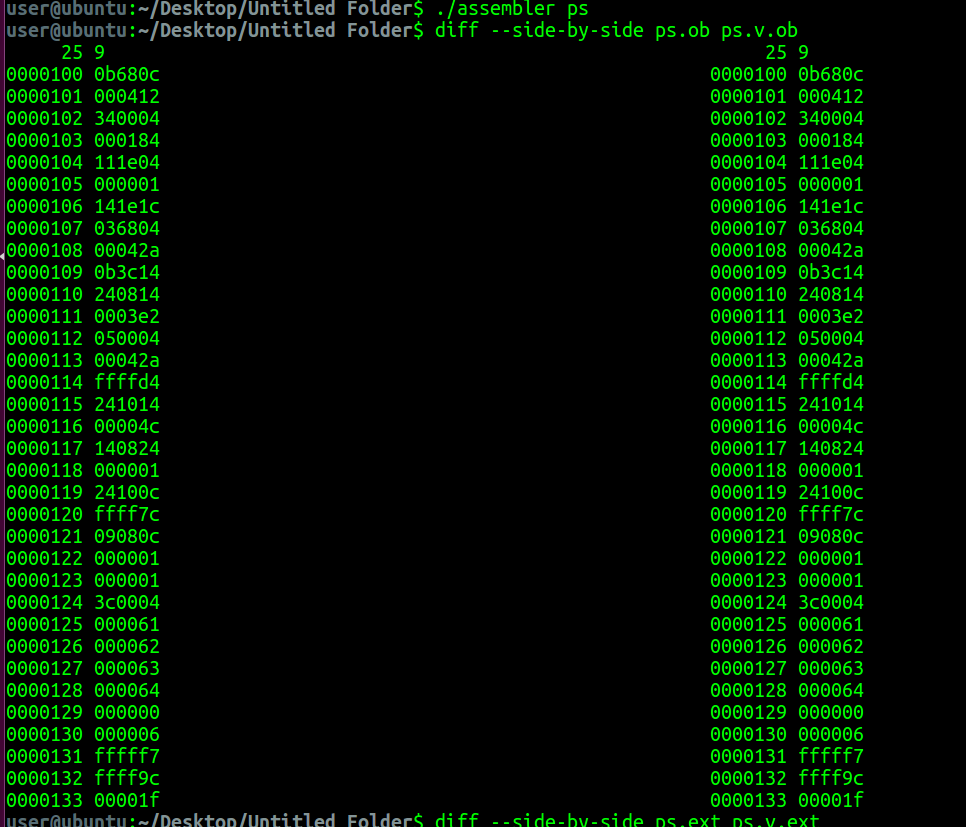 user@ubuntu:~/Desktop/Untitled Folder$ ./assembler ps
user@ubuntu:~/Desktop/Untitled Folder$ diff --side-by-side ps.ob ps.v.ob
     25 9                                                            25 9
0000100 0b680c                                                  0000100 0b680c
0000101 000412                                                  0000101 000412
0000102 340004                                                  0000102 340004
0000103 000184                                                  0000103 000184
0000104 111e04                                                  0000104 111e04
0000105 000001                                                  0000105 000001
0000106 141e1c                                                  0000106 141e1c
0000107 036804                                                  0000107 036804
0000108 00042a                                                  0000108 00042a
0000109 0b3c14                                                  0000109 0b3c14
0000110 240814                                                  0000110 240814
0000111 0003e2                                                  0000111 0003e2
0000112 050004                                                  0000112 050004
0000113 00042a                                                  0000113 00042a
0000114 ffffd4                                                  0000114 ffffd4
0000115 241014                                                  0000115 241014
0000116 00004c                                                  0000116 00004c
0000117 140824                                                  0000117 140824
0000118 000001                                                  0000118 000001
0000119 24100c                                                  0000119 24100c
0000120 ffff7c                                                  0000120 ffff7c
0000121 09080c                                                  0000121 09080c
0000122 000001                                                  0000122 000001
0000123 000001                                                  0000123 000001
0000124 3c0004                                                  0000124 3c0004
0000125 000061                                                  0000125 000061
0000126 000062                                                  0000126 000062
0000127 000063                                                  0000127 000063
0000128 000064                                                  0000128 000064
0000129 000000                                                  0000129 000000
0000130 000006                                                  0000130 000006
0000131 fffff7                                                  0000131 fffff7
0000132 ffff9c                                                  0000132 ffff9c
0000133 00001f                                                  0000133 00001f
user@ubuntu:~/Desktop/Untitled Folder$ diff --side-by-side ps.ext ps.v.ext